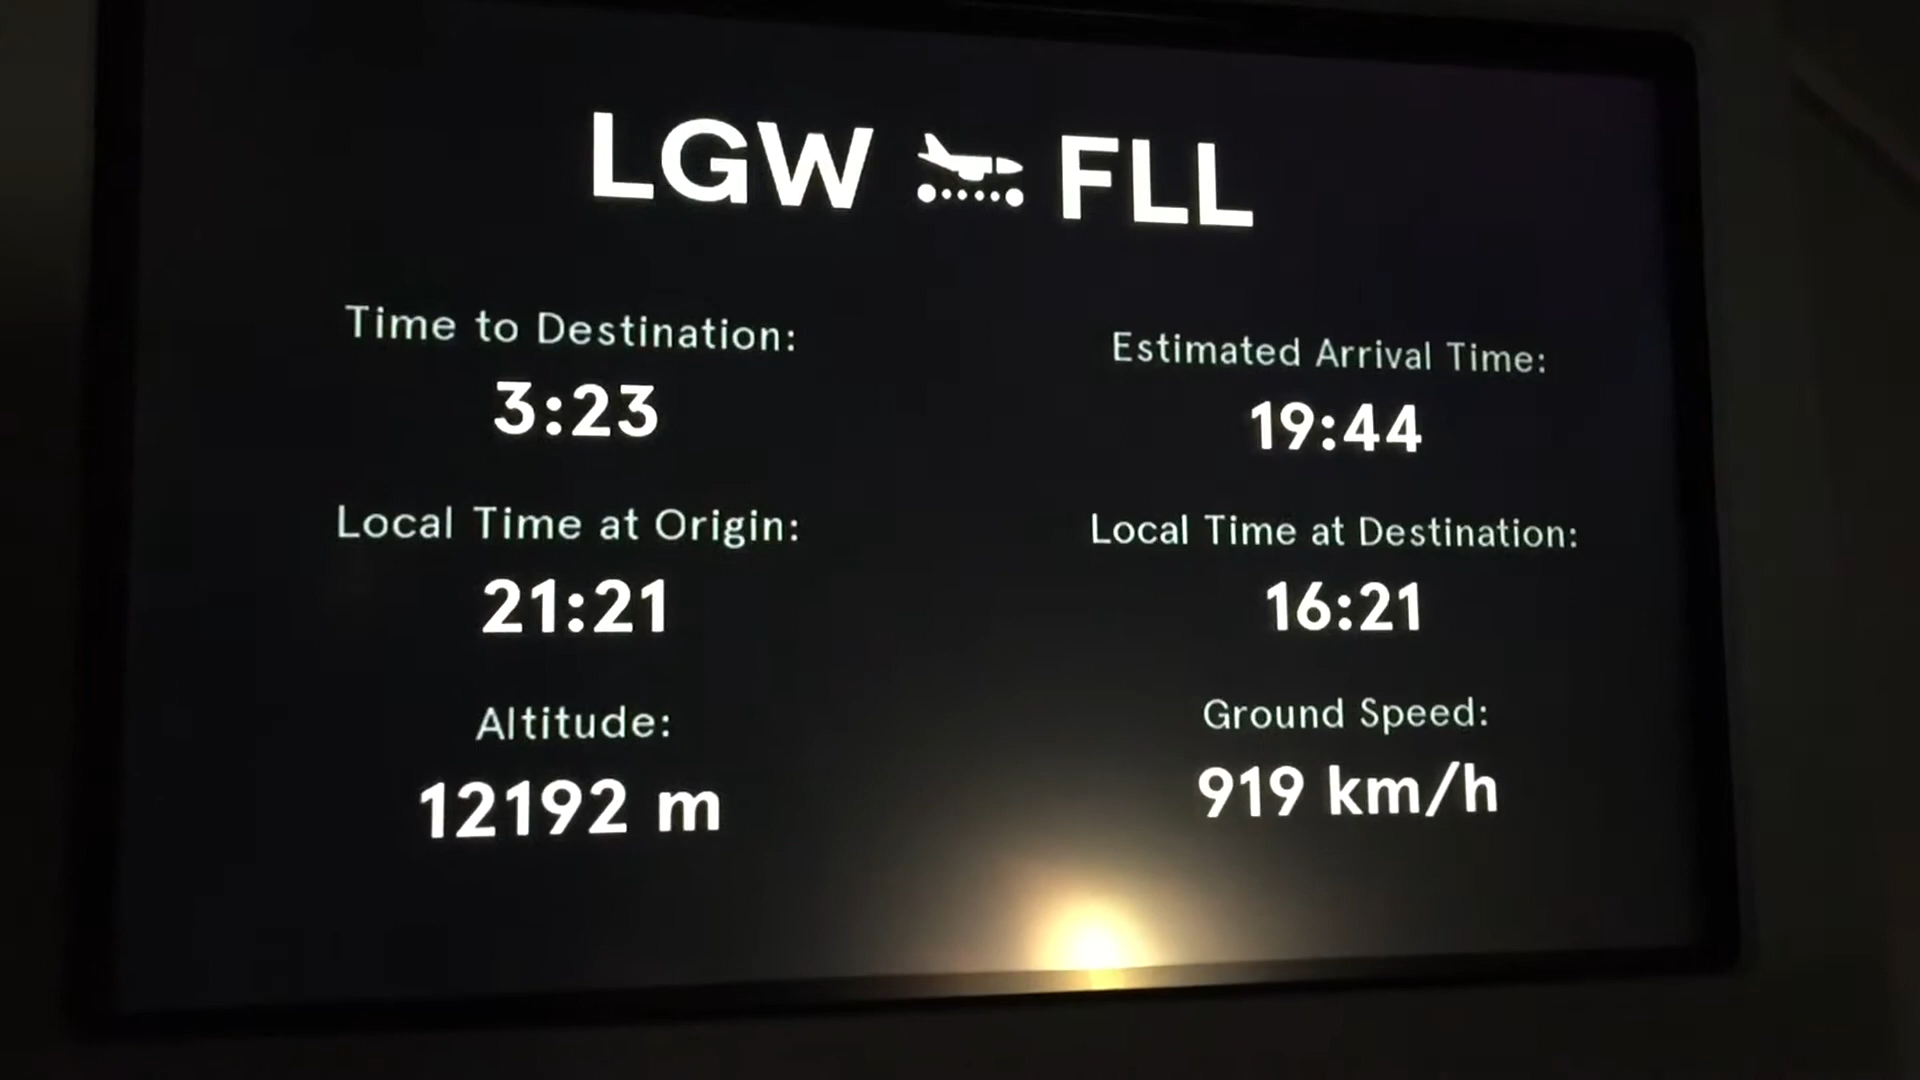 LGW FLL
Time to Destination:
3:23
Estimated Arrival Time:
19:44
Local Time at Origin:
21:21
Local Time at Destination:
16:21
Altitude:
12192 m
Ground Speed:
919 km/h